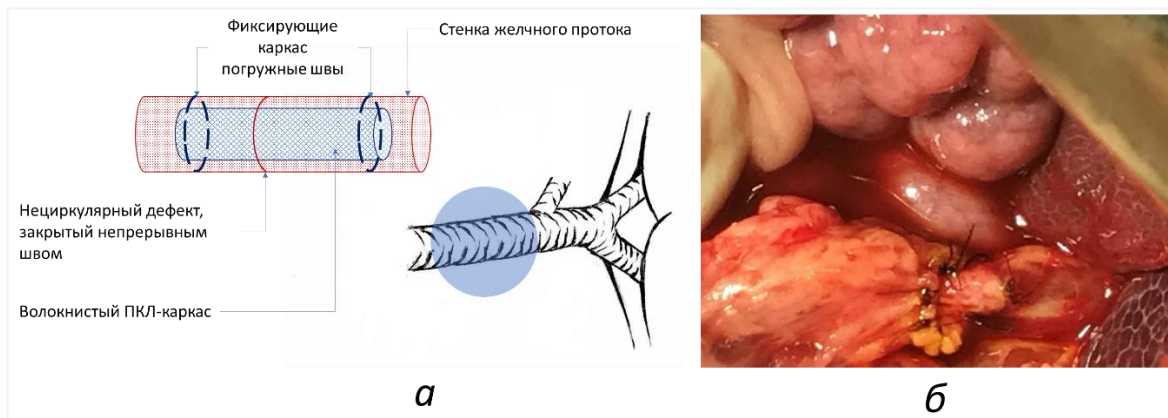 Фиксирующие
каркас
погружные швы
Стенка желчного протока
Нециркулярный дефект,
закрытый непрерывным
швом
Волокнистый ПКЛ-каркас
а
б